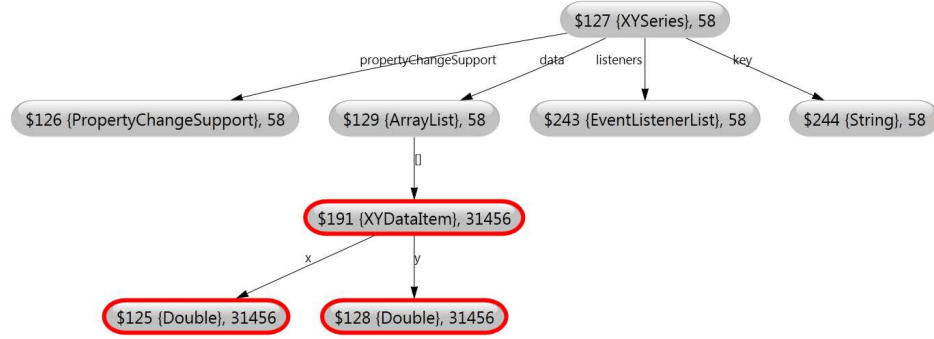 $127 {XYSeries}, 58
propertyChangeSupport data listeners key
$126 {PropertyChangeSupport}, 58 $129 {ArrayList}, 58 $243 {EventListenerList}, 58 $244 {String}, 58
[]
$191 {XYDataItem}, 31456
x y
$125 {Double}, 31456 $128 {Double}, 31456